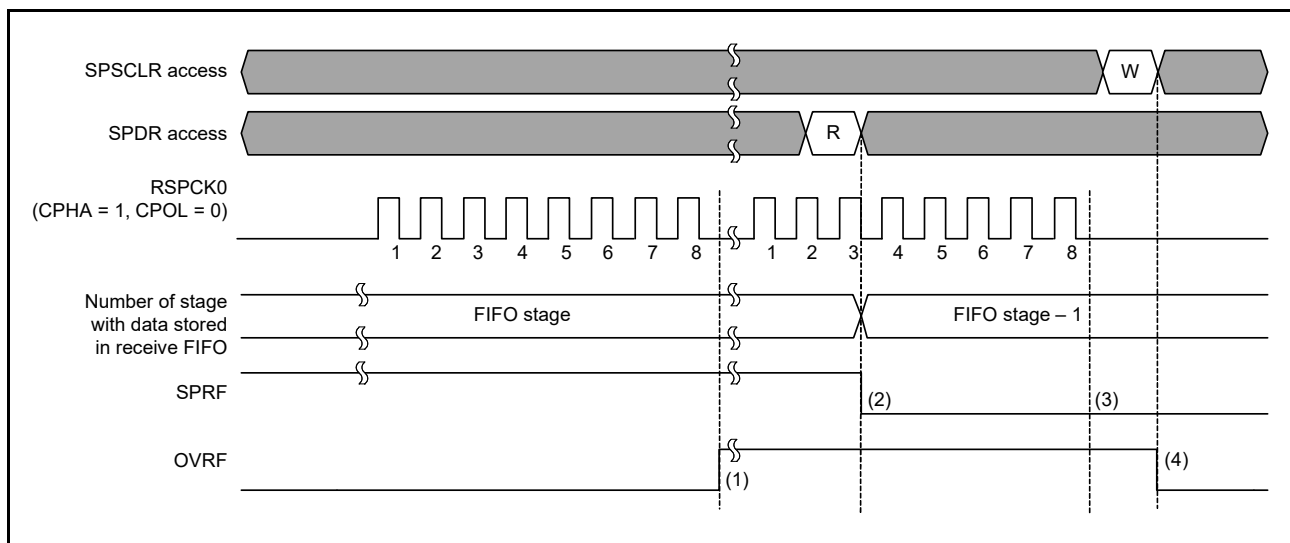 SPSCLR access
W
SPDR access
R
RSPCK0
(CPHA = 1, CPOL = 0)
1 2 3 4 5 6 7 8 1 2 3 4 5 6 7 8
Number of stage
with data stored
in receive FIFO
FIFO stage FIFO stage – 1
SPRF
(2) (3)
OVRF
(1) (4)